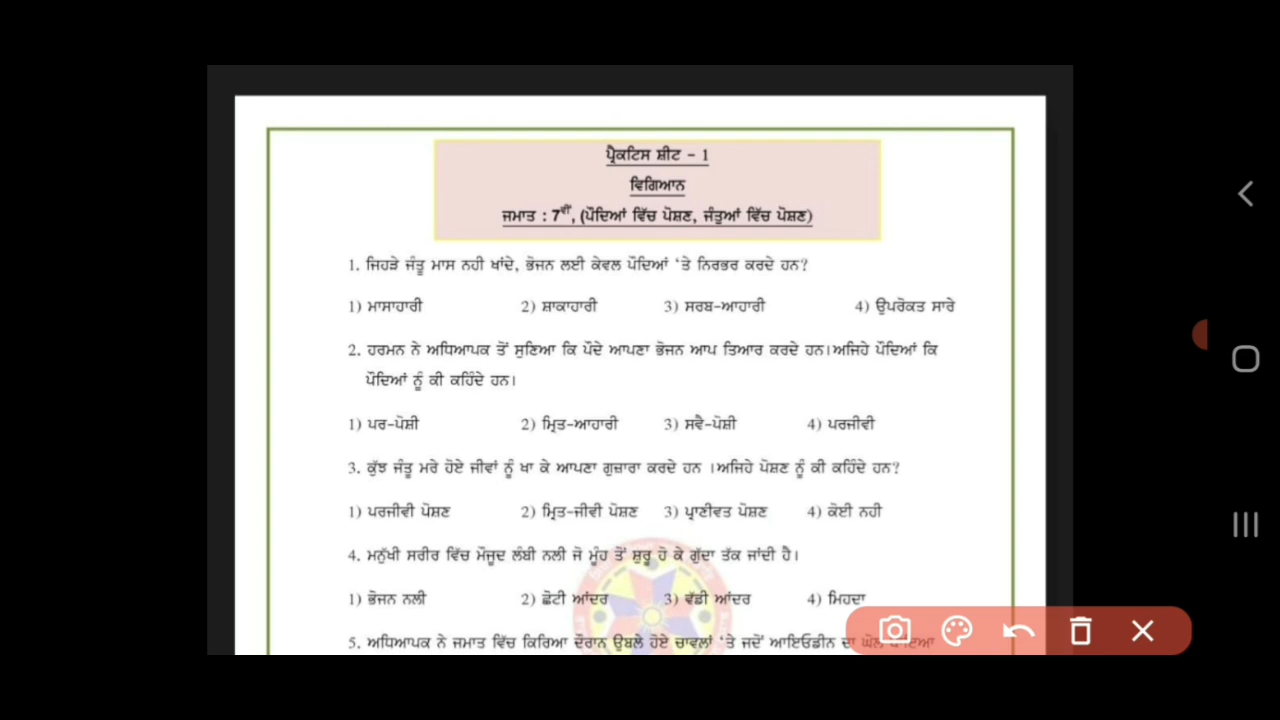 ਪ੍ਰੈਕਟਿਸ ਸ਼ੀਟ - 1
ਵਿਗਿਆਨ
ਜਮਾਤ : 7ਵੀਂ, (ਪੌਦਿਆਂ ਵਿੱਚ ਪੋਸ਼ਣ, ਜੰਤੂਆਂ ਵਿੱਚ ਪੋਸ਼ਣ)
1. ਜਿਹੜੇ ਜੰਤੂ ਮਾਸ ਨਹੀ ਖਾਂਦੇ, ਭੋਜਨ ਲਈ ਕੇਵਲ ਪੌਦਿਆਂ 'ਤੇ ਨਿਰਭਰ ਕਰਦੇ ਹਨ?
1) ਮਾਸਾਹਾਰੀ 2) ਸ਼ਾਕਾਹਾਰੀ 3) ਸਰਬ-ਆਹਾਰੀ 4) ਉਪਰੋਕਤ ਸਾਰੇ
2. ਹਰਮਨ ਨੇ ਅਧਿਆਪਕ ਤੋਂ ਸੁਣਿਆ ਕਿ ਪੌਦੇ ਆਪਣਾ ਭੋਜਨ ਆਪ ਤਿਆਰ ਕਰਦੇ ਹਨ।ਅਜਿਹੇ ਪੌਦਿਆਂ ਕਿ
ਪੌਦਿਆਂ ਨੂੰ ਕੀ ਕਹਿੰਦੇ ਹਨ।
1) ਪਰ-ਪੋਸ਼ੀ 2) ਮ੍ਰਿਤ-ਆਹਾਰੀ 3) ਸਵੈ-ਪੋਸ਼ੀ 4) ਪਰਜੀਵੀ
3. ਕੁੱਝ ਜੰਤੂ ਮਰੇ ਹੋਏ ਜੀਵਾਂ ਨੂੰ ਖਾ ਕੇ ਆਪਣਾ ਗੁਜ਼ਾਰਾ ਕਰਦੇ ਹਨ ।ਅਜਿਹੇ ਪੋਸ਼ਣ ਨੂੰ ਕੀ ਕਹਿੰਦੇ ਹਨ?
1) ਪਰਜੀਵੀ ਪੋਸ਼ਣ 2) ਮ੍ਰਿਤ-ਜੀਵੀ ਪੋਸ਼ਣ 3) ਪ੍ਰਾਣੀਵਤ ਪੋਸ਼ਣ 4) ਕੋਈ ਨਹੀ
4. ਮਨੁੱਖੀ ਸਰੀਰ ਵਿੱਚ ਮੌਜੂਦ ਲੰਬੀ ਨਲੀ ਜੋ ਮੂੰਹ ਤੋਂ ਸ਼ੁਰੂ ਹੋ ਕੇ ਗੁੱਦਾ ਤੱਕ ਜਾਂਦੀ ਹੈ।
1) ਭੋਜਨ ਨਲੀ 2) ਛੋਟੀ ਆਂਦਰ 3) ਵੱਡੀ ਆਂਦਰ 4) ਮਿਹਦਾ
5. ਅਧਿਆਪਕ ਨੇ ਜਮਾਤ ਵਿੱਚ ਕਿਰਿਆ ਦੌਰਾਨ ਉਬਲੇ ਹੋਏ ਚਾਵਲਾਂ 'ਤੇ ਜਦੋਂ ਆਇਓਡੀਨ ਦਾ